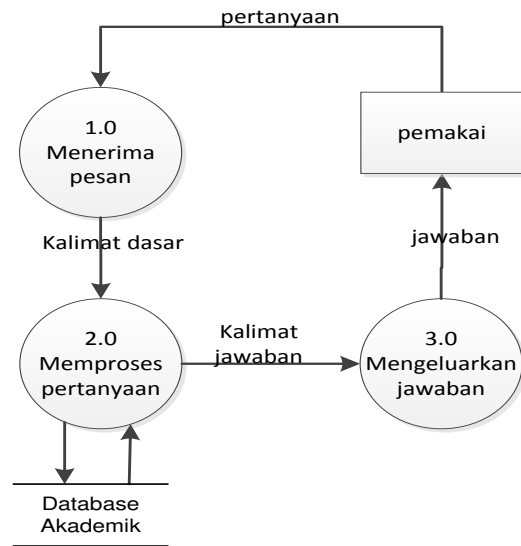 pertanyaan
1.0
Menerima
pesan
pemakai
Kalimat dasar
jawaban
2.0
Memproses
pertanyaan
Kalimat
jawaban
3.0
Mengeluarkan
jawaban
Database
Akademik